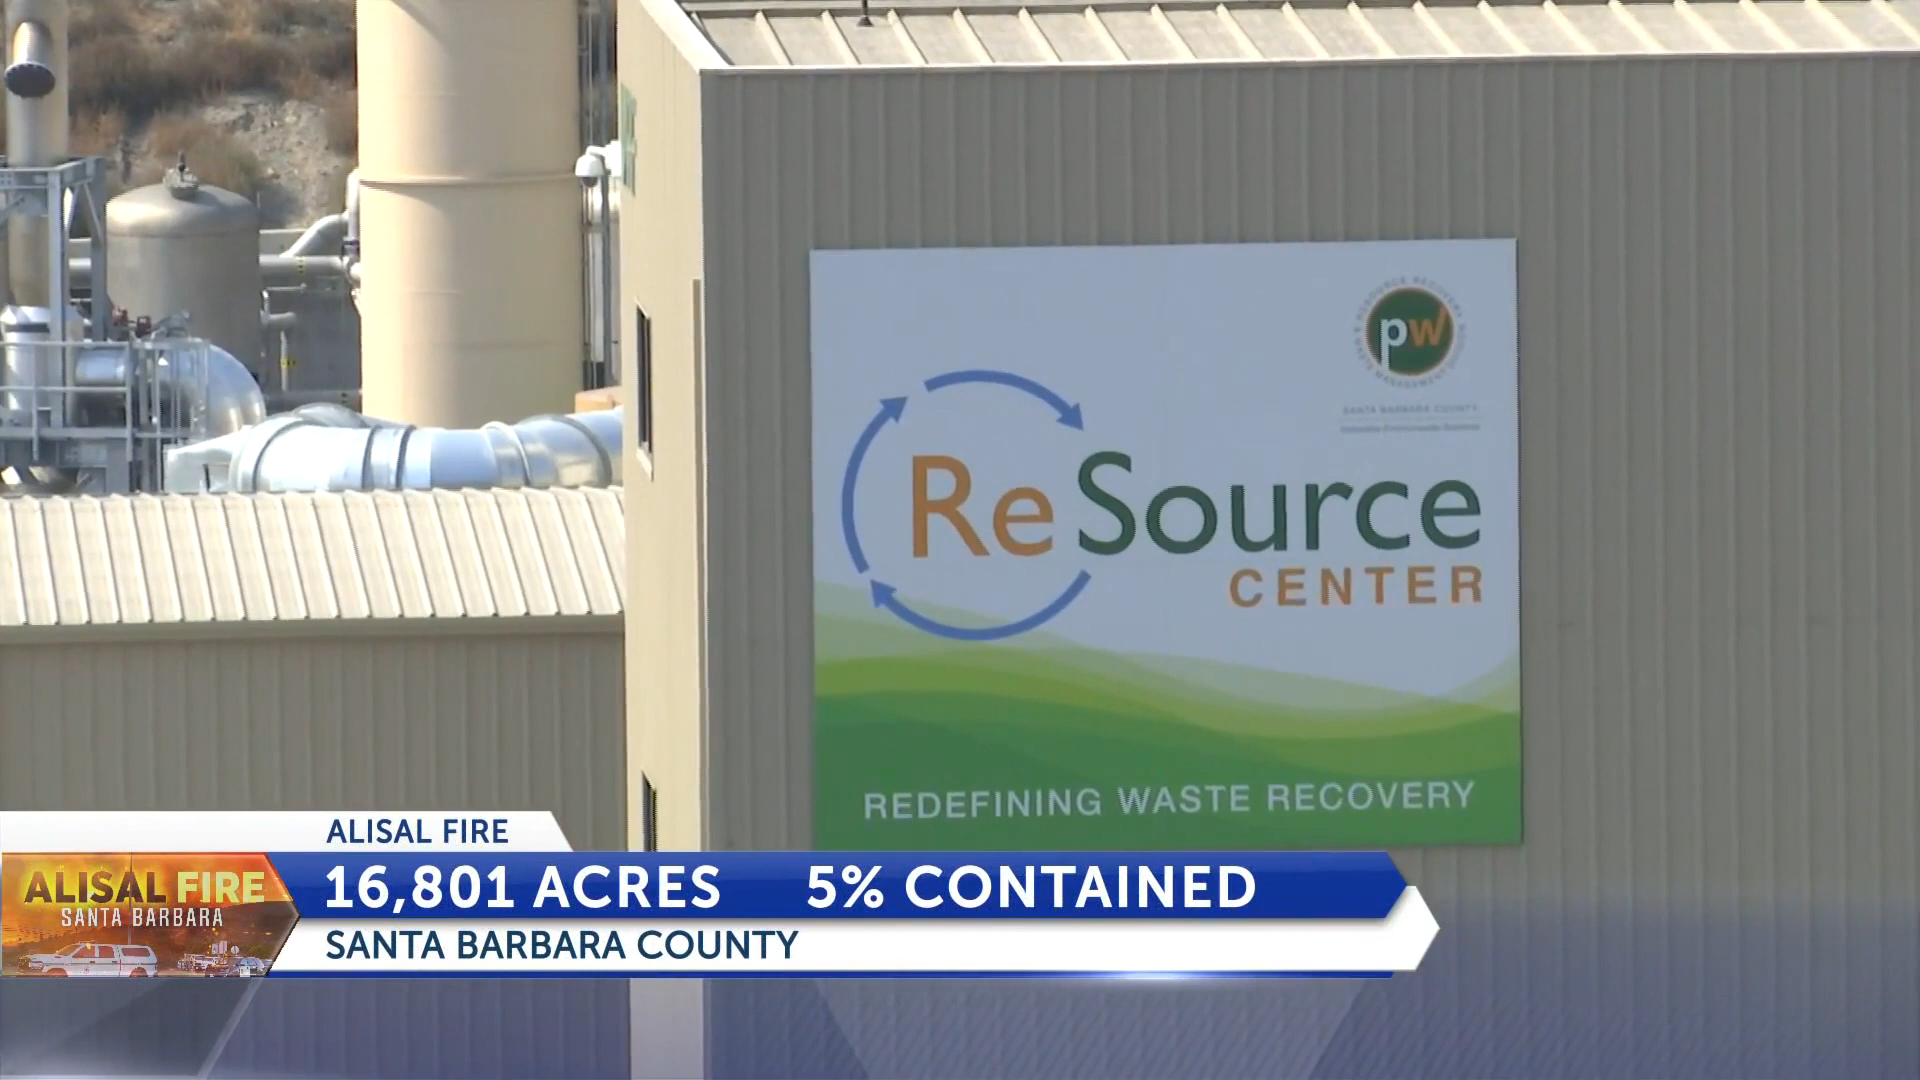 pw
SANTA BARBARA COUNTY
ReSource
CENTER
REDEFINING WASTE RECOVERY
ALISAL FIRE
16,801 ACRES 5% CONTAINED
SANTA BARBARA COUNTY
ALISAL FIRE
SANTA BARBARA